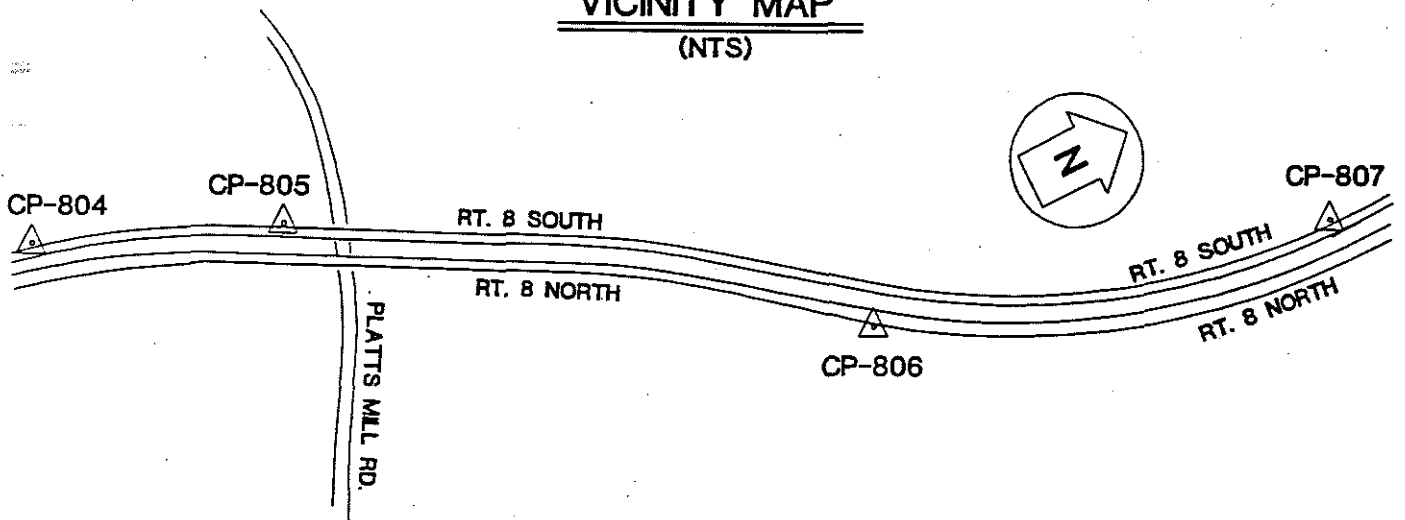 VICINITY MAP
(NTS)
N
CP-804
CP-805
CP-807
RT. 8 SOUTH
RT. 8 SOUTH
RT. 8 NORTH
RT. 8 NORTH
PLATTS MILL RD.
CP-806